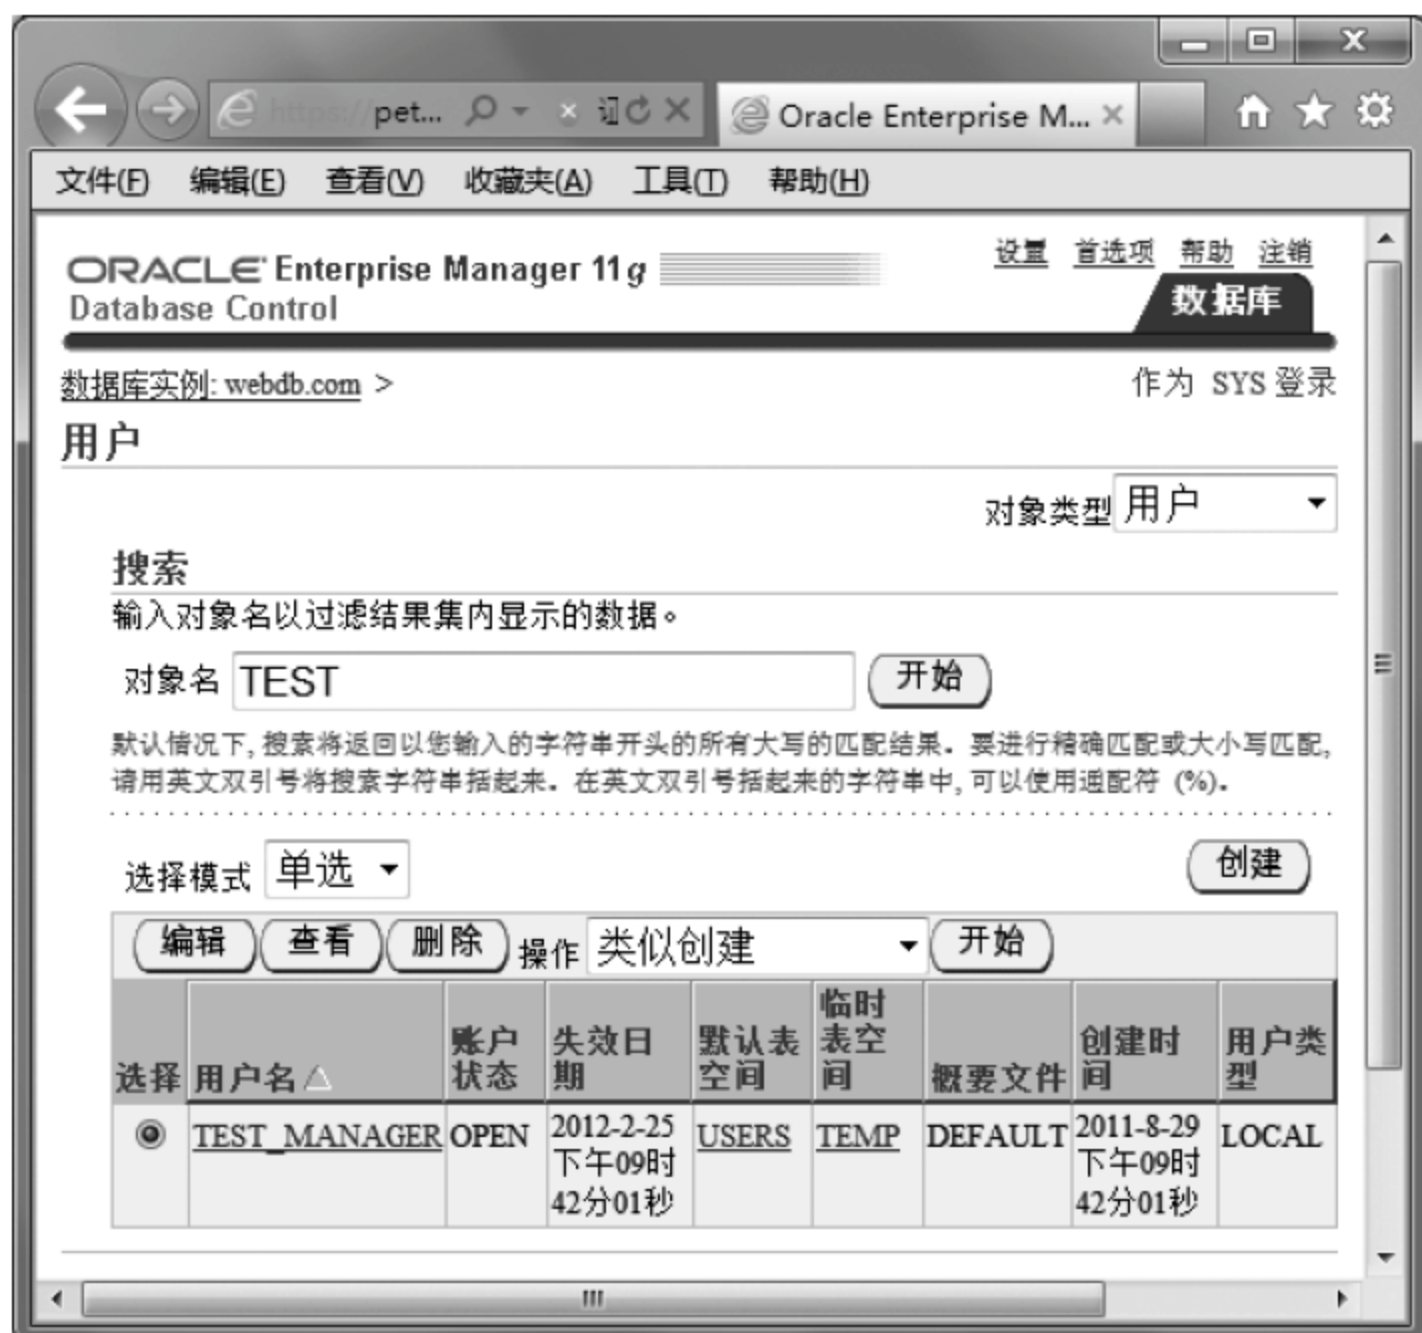 https://pet...
Oracle Enterprise M...
文件(F) 编辑(E) 查看(V) 收藏夹(A) 工具(T) 帮助(H)
ORACLE Enterprise Manager 11g
Database Control
设置 首选项 帮助 注销
数据库
数据库实例: webdb.com >
作为 SYS 登录
用户
对象类型 用户
搜索
输入对象名以过滤结果集内显示的数据。
对象名 TEST 开始
默认情况下, 搜索将返回以您输入的字符串开头的所有大写的匹配结果。要进行精确匹配或大小写匹配,
请用英文双引号将搜索字符串括起来。在英文双引号括起来的字符串中, 可以使用通配符 (%)。
选择模式 单选 创建
编辑 查看 删除 操作 类似创建 开始
选择 用户名 账户状态 失效日期 默认表空间 临时表空间 概要文件 创建时间 用户类型
TEST_MANAGER OPEN 2012-2-25 下午09时42分01秒 USERS TEMP DEFAULT 2011-8-29 下午09时42分01秒 LOCAL